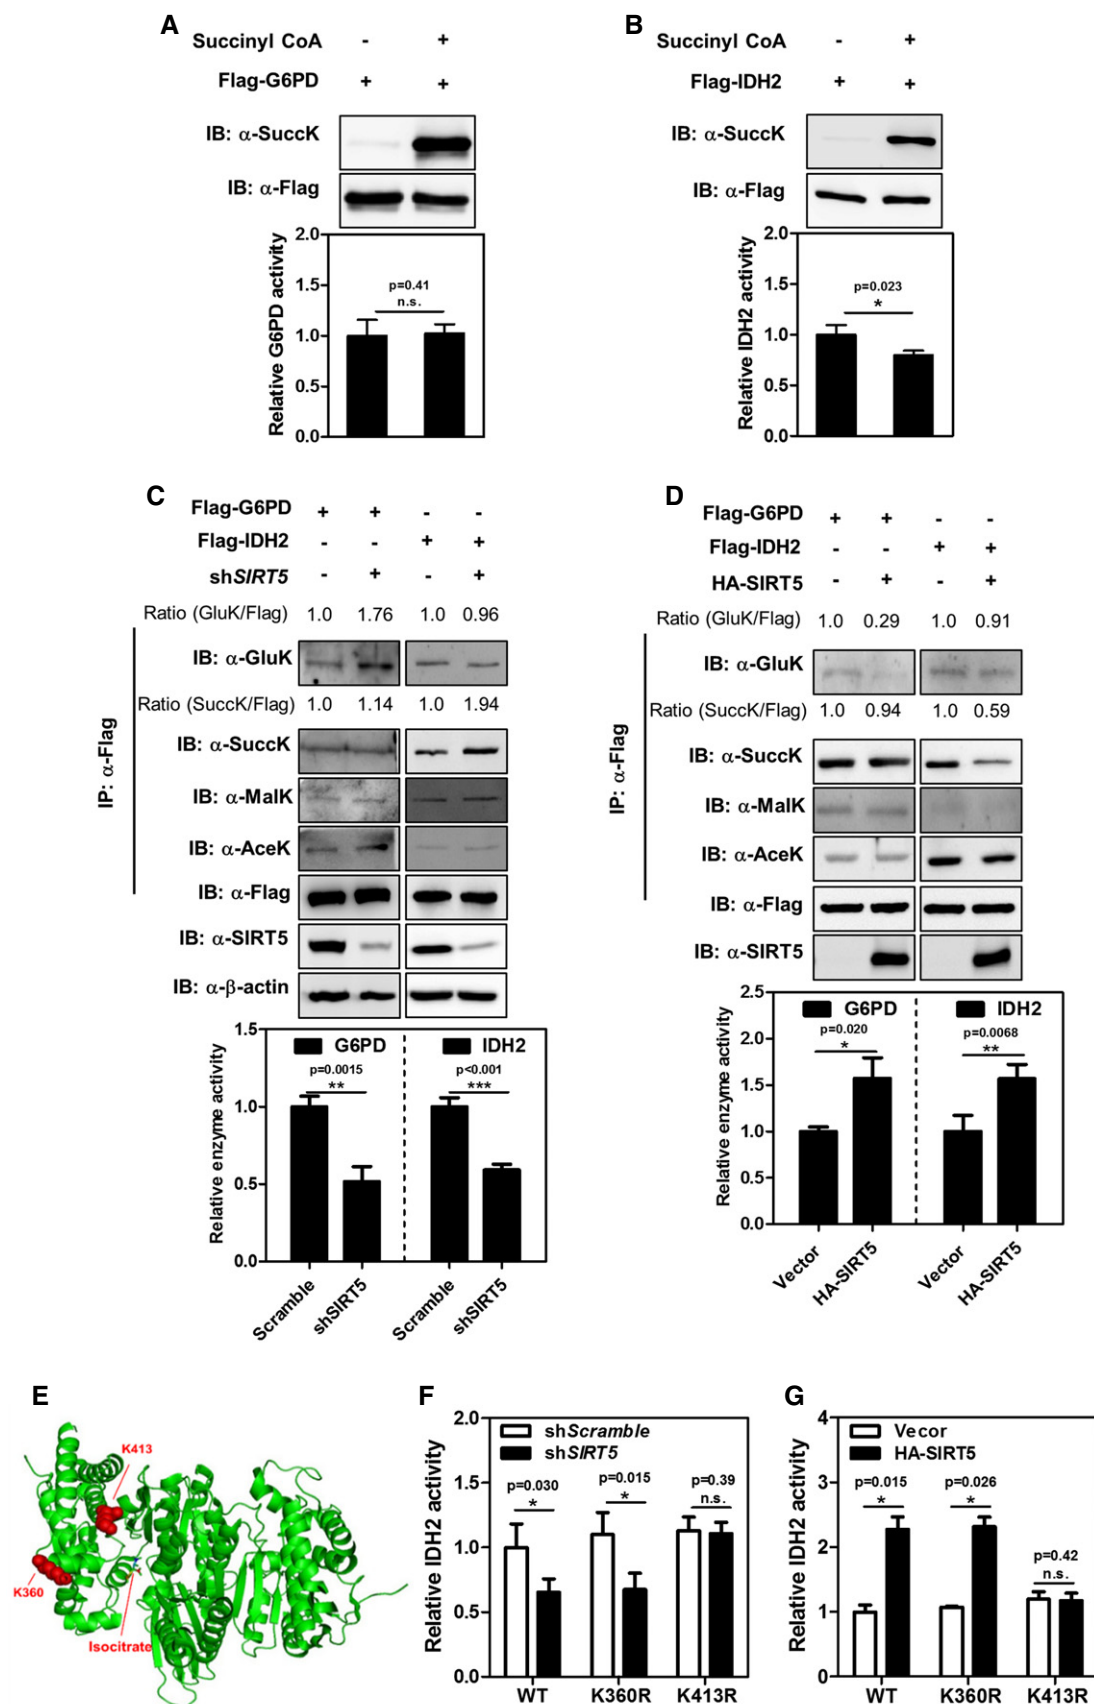 A
Succinyl CoA - +
Flag-G6PD + +
IB: α-SuccK
IB: α-Flag
Relative G6PD activity
2.0
1.5
1.0
0.5
0.0
p=0.41
n.s.
B
Succinyl CoA - +
Flag-IDH2 + +
IB: α-SuccK
IB: α-Flag
Relative IDH2 activity
2.0
1.5
1.0
0.5
0.0
p=0.023
*
C
Flag-G6PD + + - -
Flag-IDH2 - - + +
shSIRT5 - + - +
Ratio (GluK/Flag) 1.0 1.76 1.0 0.96
IB: α-GluK
Ratio (SuccK/Flag) 1.0 1.14 1.0 1.94
IB: α-SuccK
IB: α-MalK
IB: α-AceK
IB: α-Flag
IB: α-SIRT5
IB: α-β-actin
IP: α-Flag
Relative enzyme activity
1.5
1.0
0.5
0.0
G6PD IDH2
p=0.0015 p<0.001
** ***
Scramble shSIRT5 Scramble shSIRT5
D
Flag-G6PD + + - -
Flag-IDH2 - - + +
HA-SIRT5 - + - +
Ratio (GluK/Flag) 1.0 0.29 1.0 0.91
IB: α-GluK
Ratio (SuccK/Flag) 1.0 0.94 1.0 0.59
IB: α-SuccK
IB: α-MalK
IB: α-AceK
IB: α-Flag
IB: α-SIRT5
IP: α-Flag
Relative enzyme activity
2.5
2.0
1.5
1.0
0.5
0.0
G6PD IDH2
p=0.020 p=0.0068
* **
Vector HA-SIRT5 Vector HA-SIRT5
E
K413
K360
Isocitrate
F
Relative IDH2 activity
2.0
1.5
1.0
0.5
0.0
shScramble
shSIRT5
p=0.030 p=0.015 p=0.39
* * n.s.
WT K360R K413R
G
Relative IDH2 activity
4
3
2
1
0
Vecor
HA-SIRT5
p=0.015 p=0.026
* *
p=0.42
n.s.
WT K360R K413R